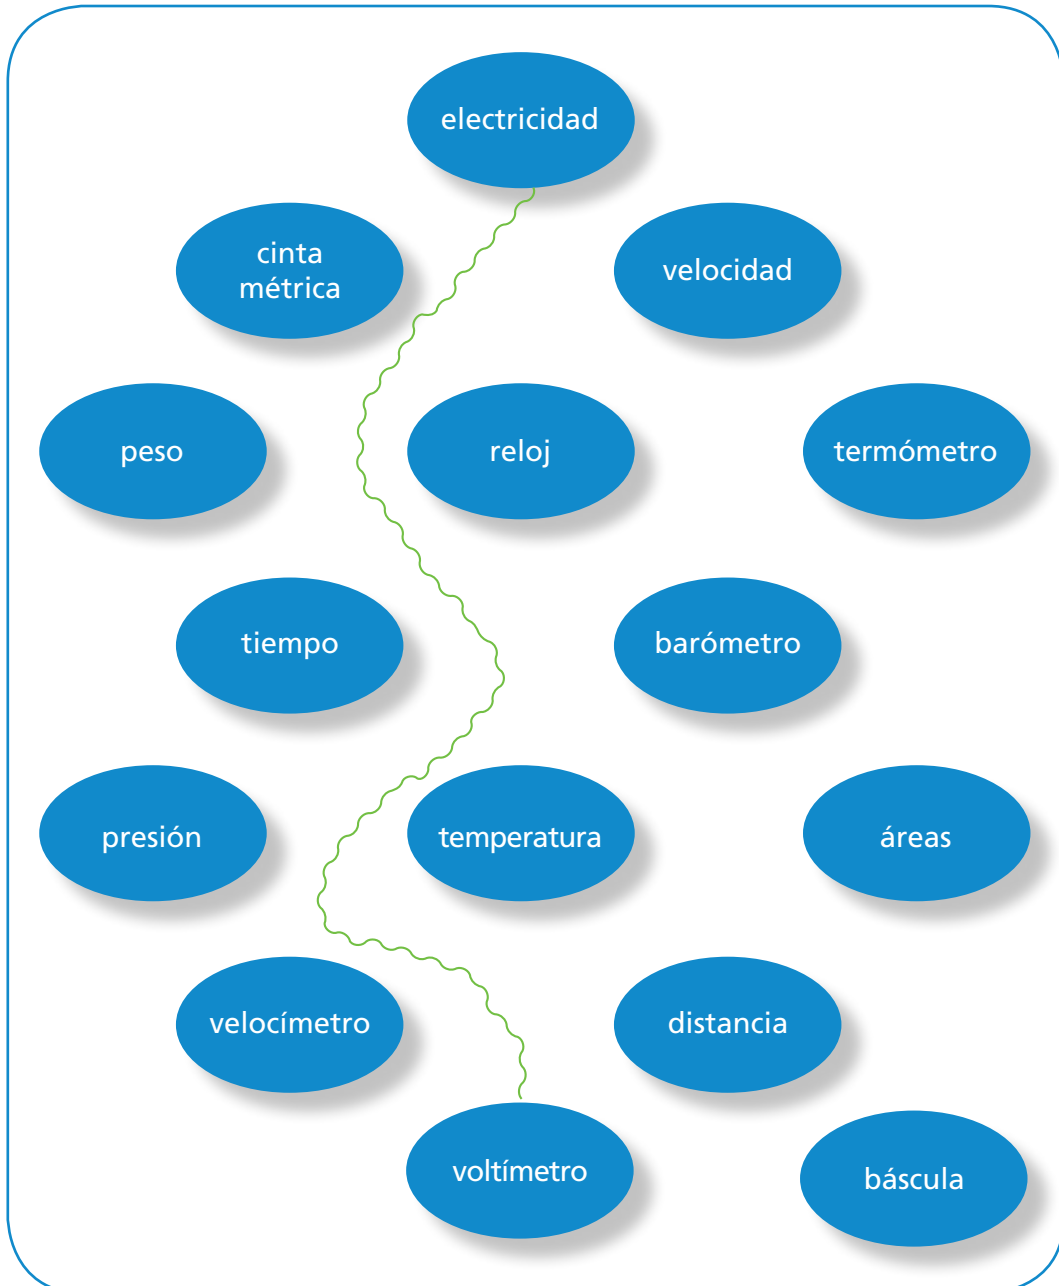 electricidad
cinta
métrica
velocidad
peso
reloj
termómetro
tiempo
barómetro
presión
temperatura
áreas
velocímetro
distancia
voltímetro
báscula